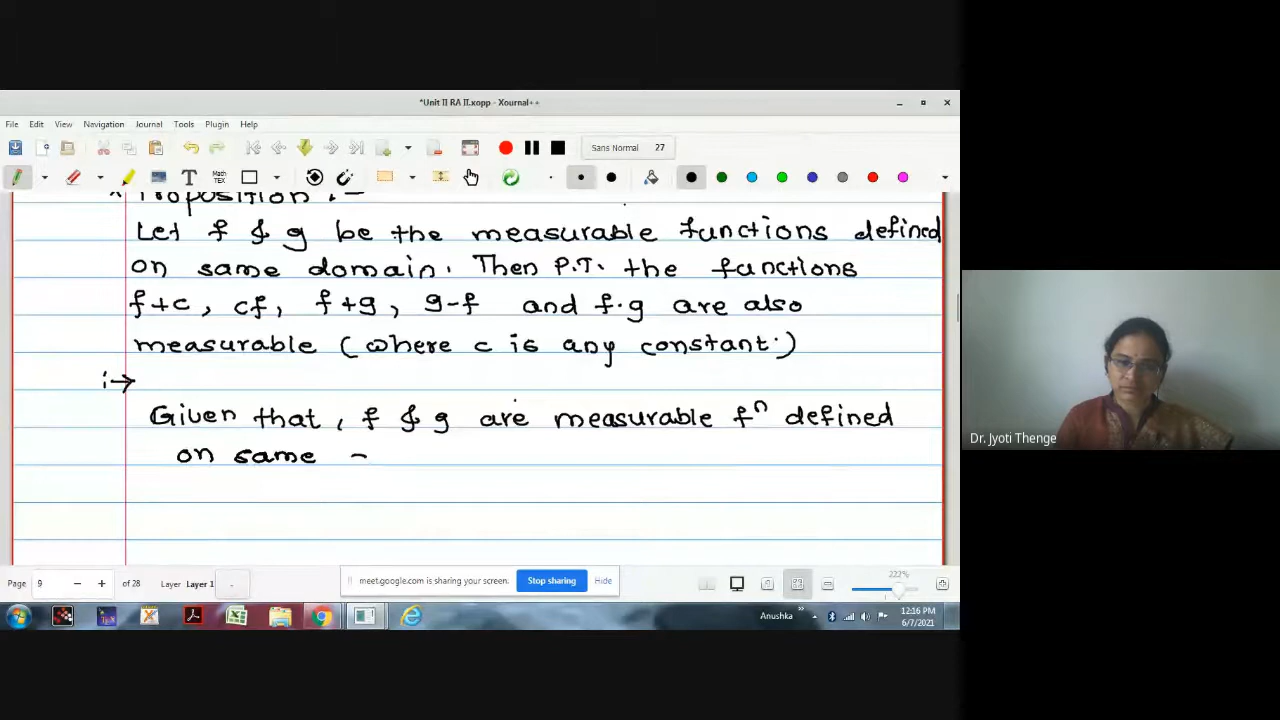 *Unit II RA II.xopp - Xournal++
File Edit View Navigation Journal Tools Plugin Help
Sans Normal 27
Proposition :-
Let f & g be the measurable functions defined
on same domain. Then P.T. the functions
f+c, cf, f+g, g-f and f.g are also
measurable (where c is any constant.)
:→
Given that, f & g are measurable fⁿ defined
on same
Dr. Jyoti Thenge
Page 9 of 28 Layer Layer 1
meet.google.com is sharing your screen. Stop sharing Hide
222%
Anushka
12:16 PM
6/7/2021